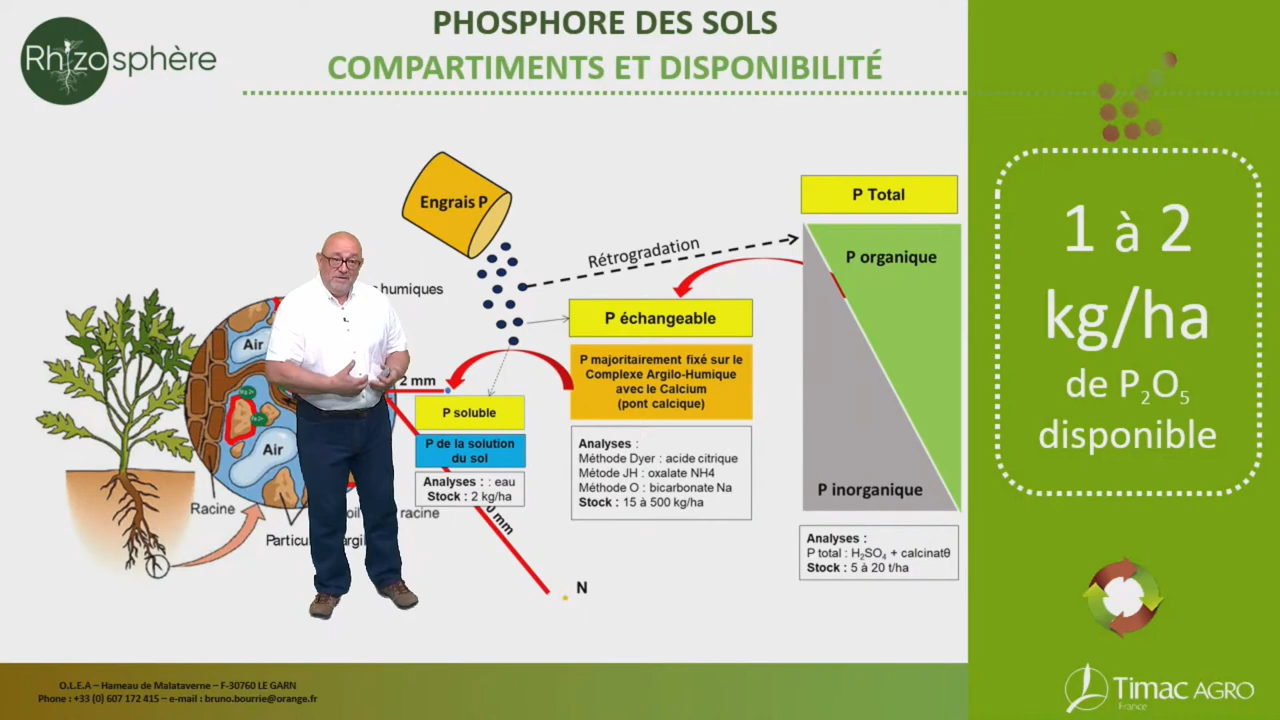 PHOSPHORE DES SOLS
COMPARTIMENTS ET DISPONIBILITÉ
Rhizosphère
Engrais P
Rétrogradation
P Total
P organique
P inorganique
Analyses :
P total : H₂SO₄ + calcinatθ
Stock : 5 à 20 t/ha
P échangeable
P majoritairement fixé sur le
Complexe Argilo-Humique
avec le Calcium
(pont calcique)
Analyses :
Méthode Dyer : acide citrique
Métode JH : oxalate NH4
Méthode O : bicarbonate Na
Stock : 15 à 500 kg/ha
humiques
Air
2 mm
P soluble
P de la solution
du sol
Analyses : : eau
Stock : 2 kg/ha
Air
Racine
racine
mm
N
1 à 2
kg/ha
de P₂O₅
disponible
O.L.E.A – Hameau de Malataverne – F-30760 LE GARN
Phone : +33 (0) 607 172 415 – e-mail : bruno.bourrie@orange.fr
Timac AGRO
France